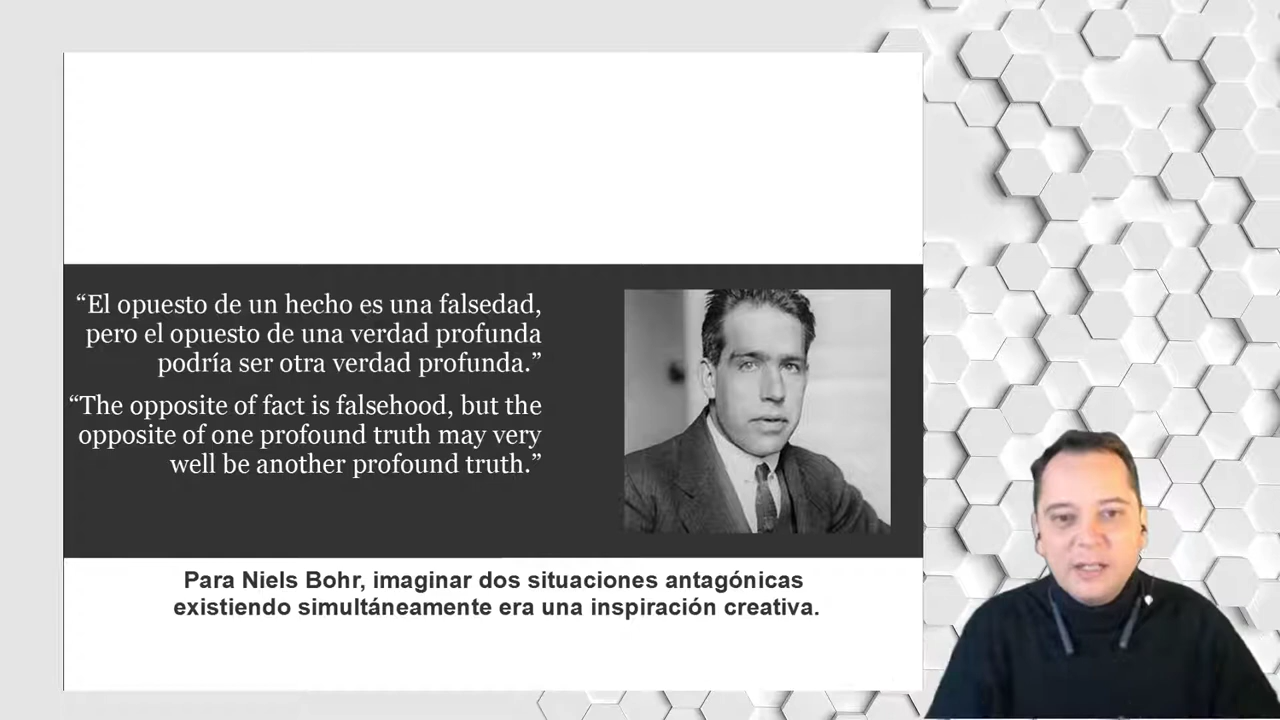 “El opuesto de un hecho es una falsedad,
pero el opuesto de una verdad profunda
podría ser otra verdad profunda.”
“The opposite of fact is falsehood, but the
opposite of one profound truth may very
well be another profound truth.”
Para Niels Bohr, imaginar dos situaciones antagónicas
existiendo simultáneamente era una inspiración creativa.